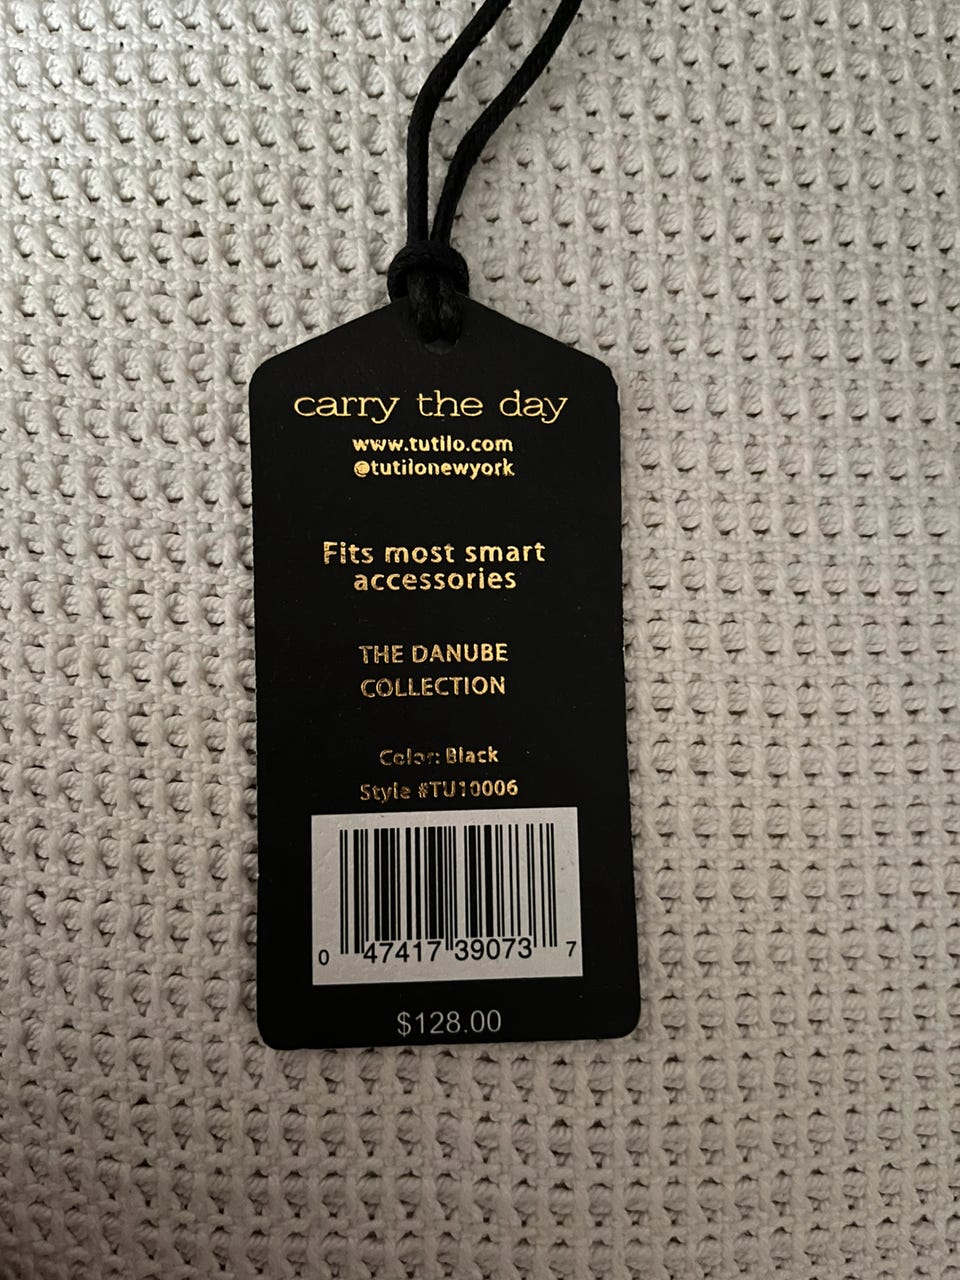 carry the day
www.tutilo.com
@tutilonewyork
Fits most smart
accessories
THE DANUBE
COLLECTION
Color: Black
Style #TU10006
0 47417 39073 7
$128.00